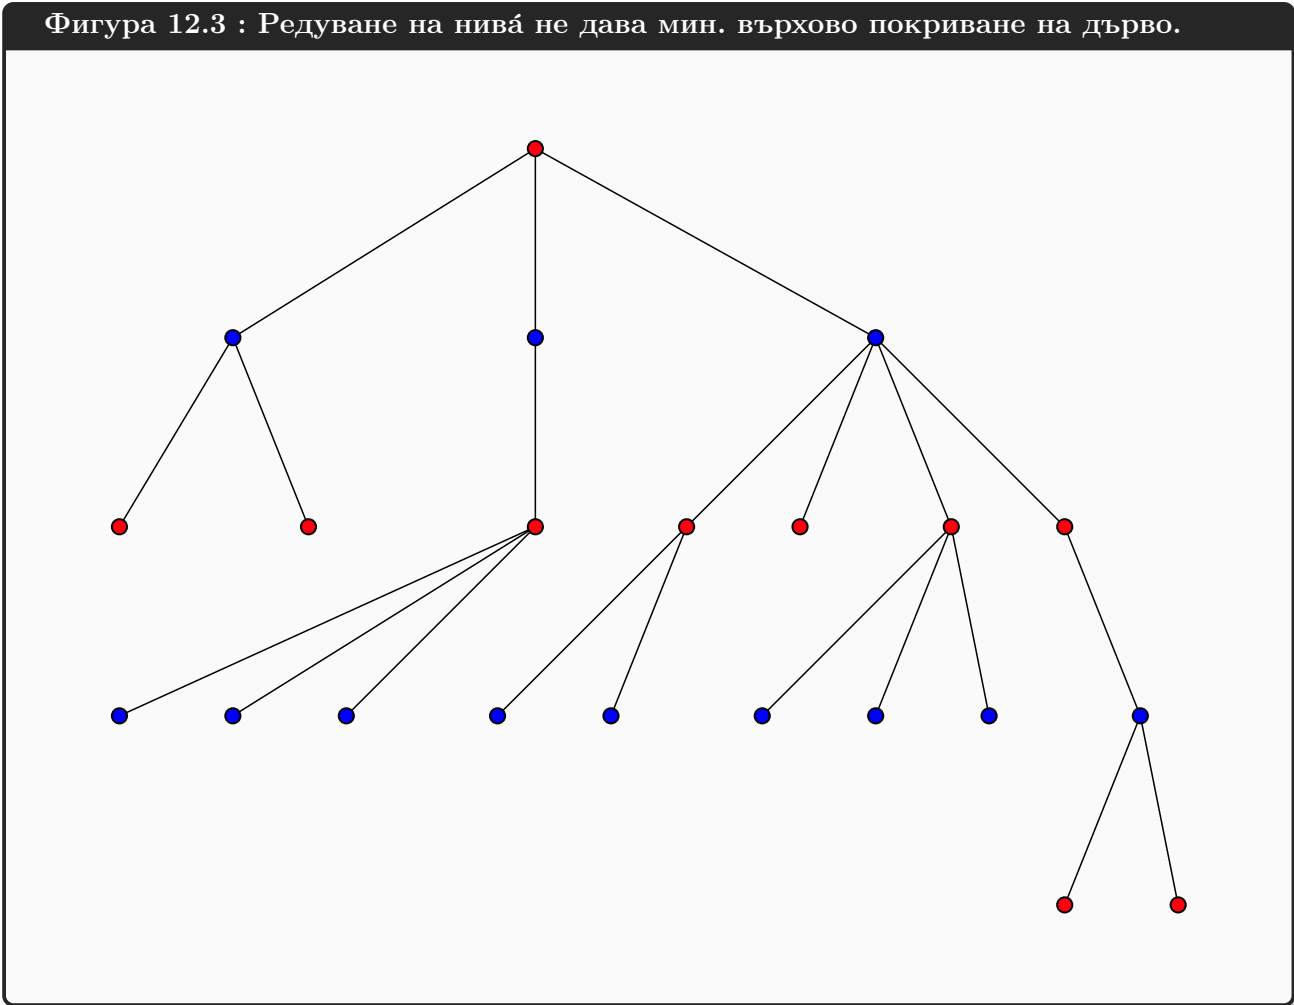 Фигура 12.3 : Редуване на нива́ не дава мин. върхово покриване на дърво.